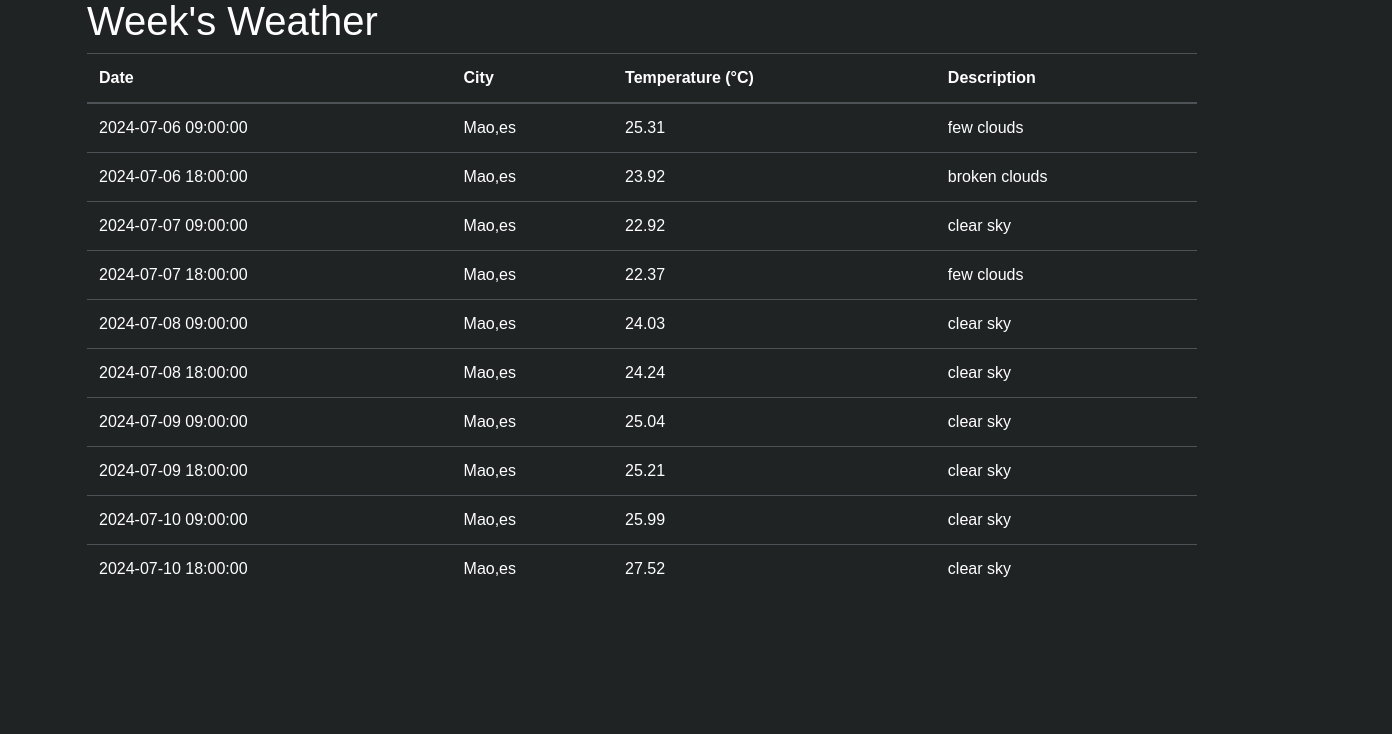 Week's Weather
Date City Temperature (°C) Description
2024-07-06 09:00:00 Mao,es 25.31 few clouds
2024-07-06 18:00:00 Mao,es 23.92 broken clouds
2024-07-07 09:00:00 Mao,es 22.92 clear sky
2024-07-07 18:00:00 Mao,es 22.37 few clouds
2024-07-08 09:00:00 Mao,es 24.03 clear sky
2024-07-08 18:00:00 Mao,es 24.24 clear sky
2024-07-09 09:00:00 Mao,es 25.04 clear sky
2024-07-09 18:00:00 Mao,es 25.21 clear sky
2024-07-10 09:00:00 Mao,es 25.99 clear sky
2024-07-10 18:00:00 Mao,es 27.52 clear sky